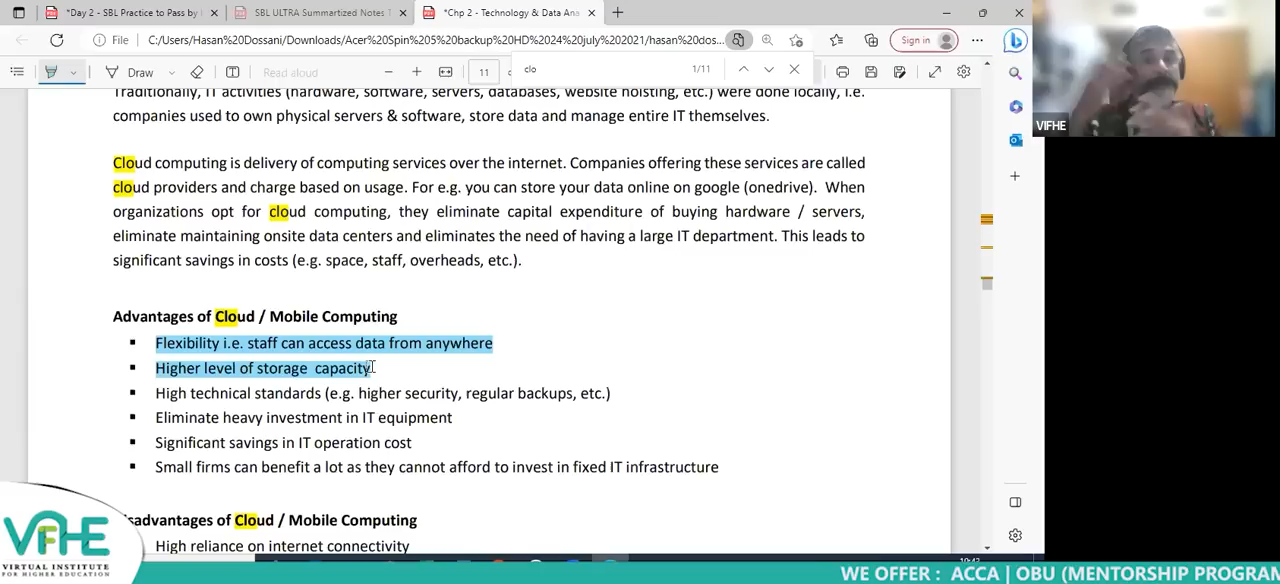 *Day 2 - SBL Practice to Pass by
SBL ULTRA Summartized Notes
*Chp 2 - Technology & Data Ana
File
C:/Users/Hasan%20Dossani/Downloads/Acer%20Spin%205%20backup%20HD%2024%20july%202021/hasan%20dos...
Sign in
Draw
Read aloud
11
clo
1/11
Traditionally, IT activities (hardware, software, servers, databases, website hoisting, etc.) were done locally, i.e.
companies used to own physical servers & software, store data and manage entire IT themselves.
Cloud computing is delivery of computing services over the internet. Companies offering these services are called
cloud providers and charge based on usage. For e.g. you can store your data online on google (onedrive). When
organizations opt for cloud computing, they eliminate capital expenditure of buying hardware / servers,
eliminate maintaining onsite data centers and eliminates the need of having a large IT department. This leads to
significant savings in costs (e.g. space, staff, overheads, etc.).
Advantages of Cloud / Mobile Computing
▪ Flexibility i.e. staff can access data from anywhere
▪ Higher level of storage capacity
▪ High technical standards (e.g. higher security, regular backups, etc.)
▪ Eliminate heavy investment in IT equipment
▪ Significant savings in IT operation cost
▪ Small firms can benefit a lot as they cannot afford to invest in fixed IT infrastructure
isadvantages of Cloud / Mobile Computing
High reliance on internet connectivity
VIFHE
VIFHE
VIRTUAL INSTITUTE
FOR HIGHER EDUCATION
WE OFFER : ACCA | OBU (MENTORSHIP PROGRAM